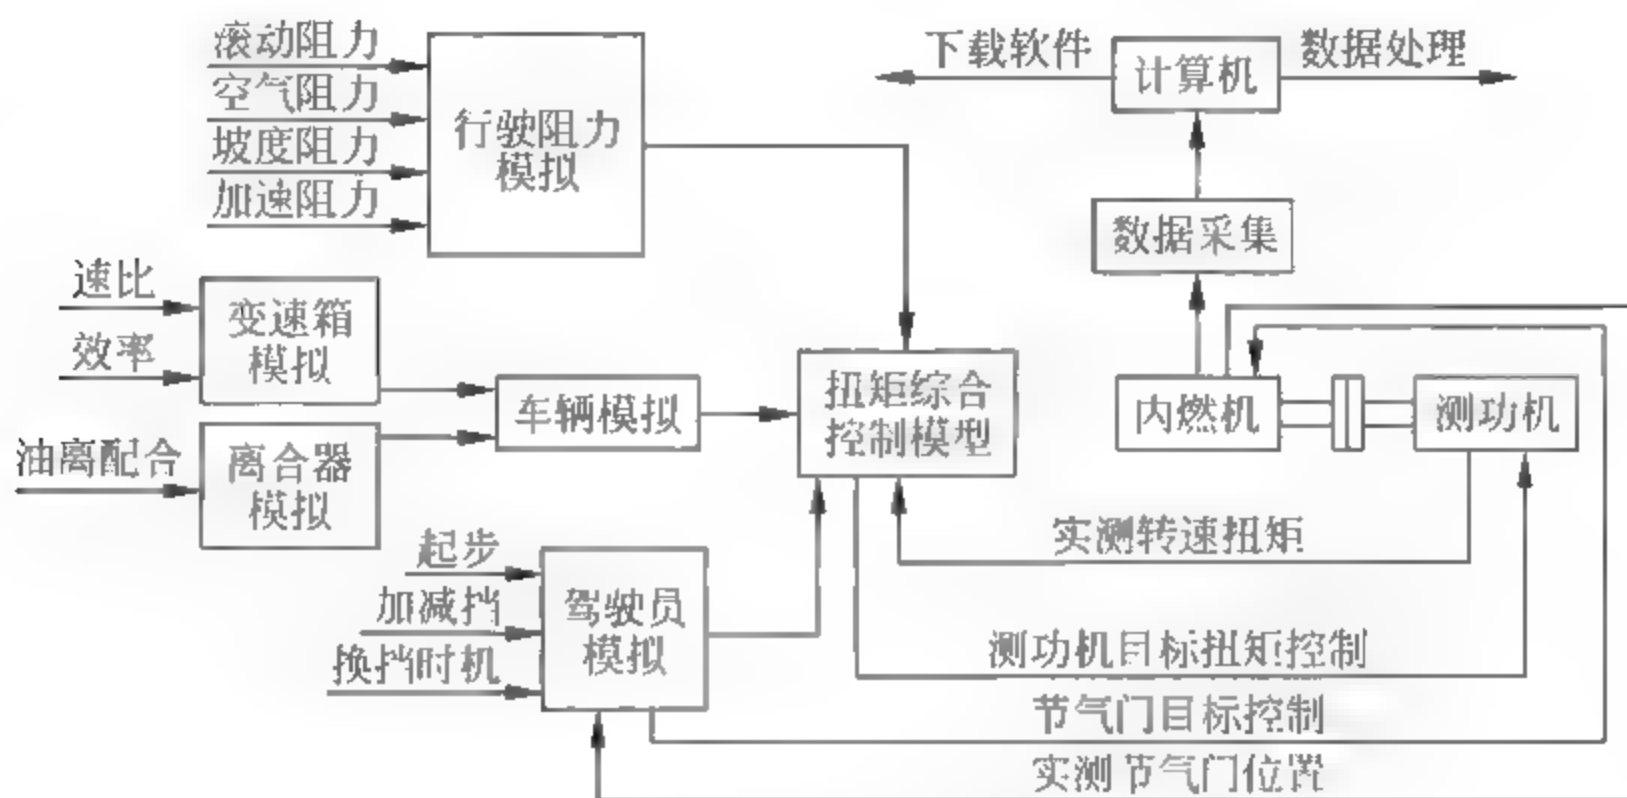 滚动阻力
空气阻力
坡度阻力
加速阻力
行驶阻力
模拟
下载软件
计算机
数据处理
数据采集
速比
效率
变速箱
模拟
油离配合
离合器
模拟
车辆模拟
扭矩综合
控制模型
内燃机
测功机
起步
加减挡
换挡时机
驾驶员
模拟
实测转速扭矩
测功机目标扭矩控制
节气门目标控制
实测节气门位置